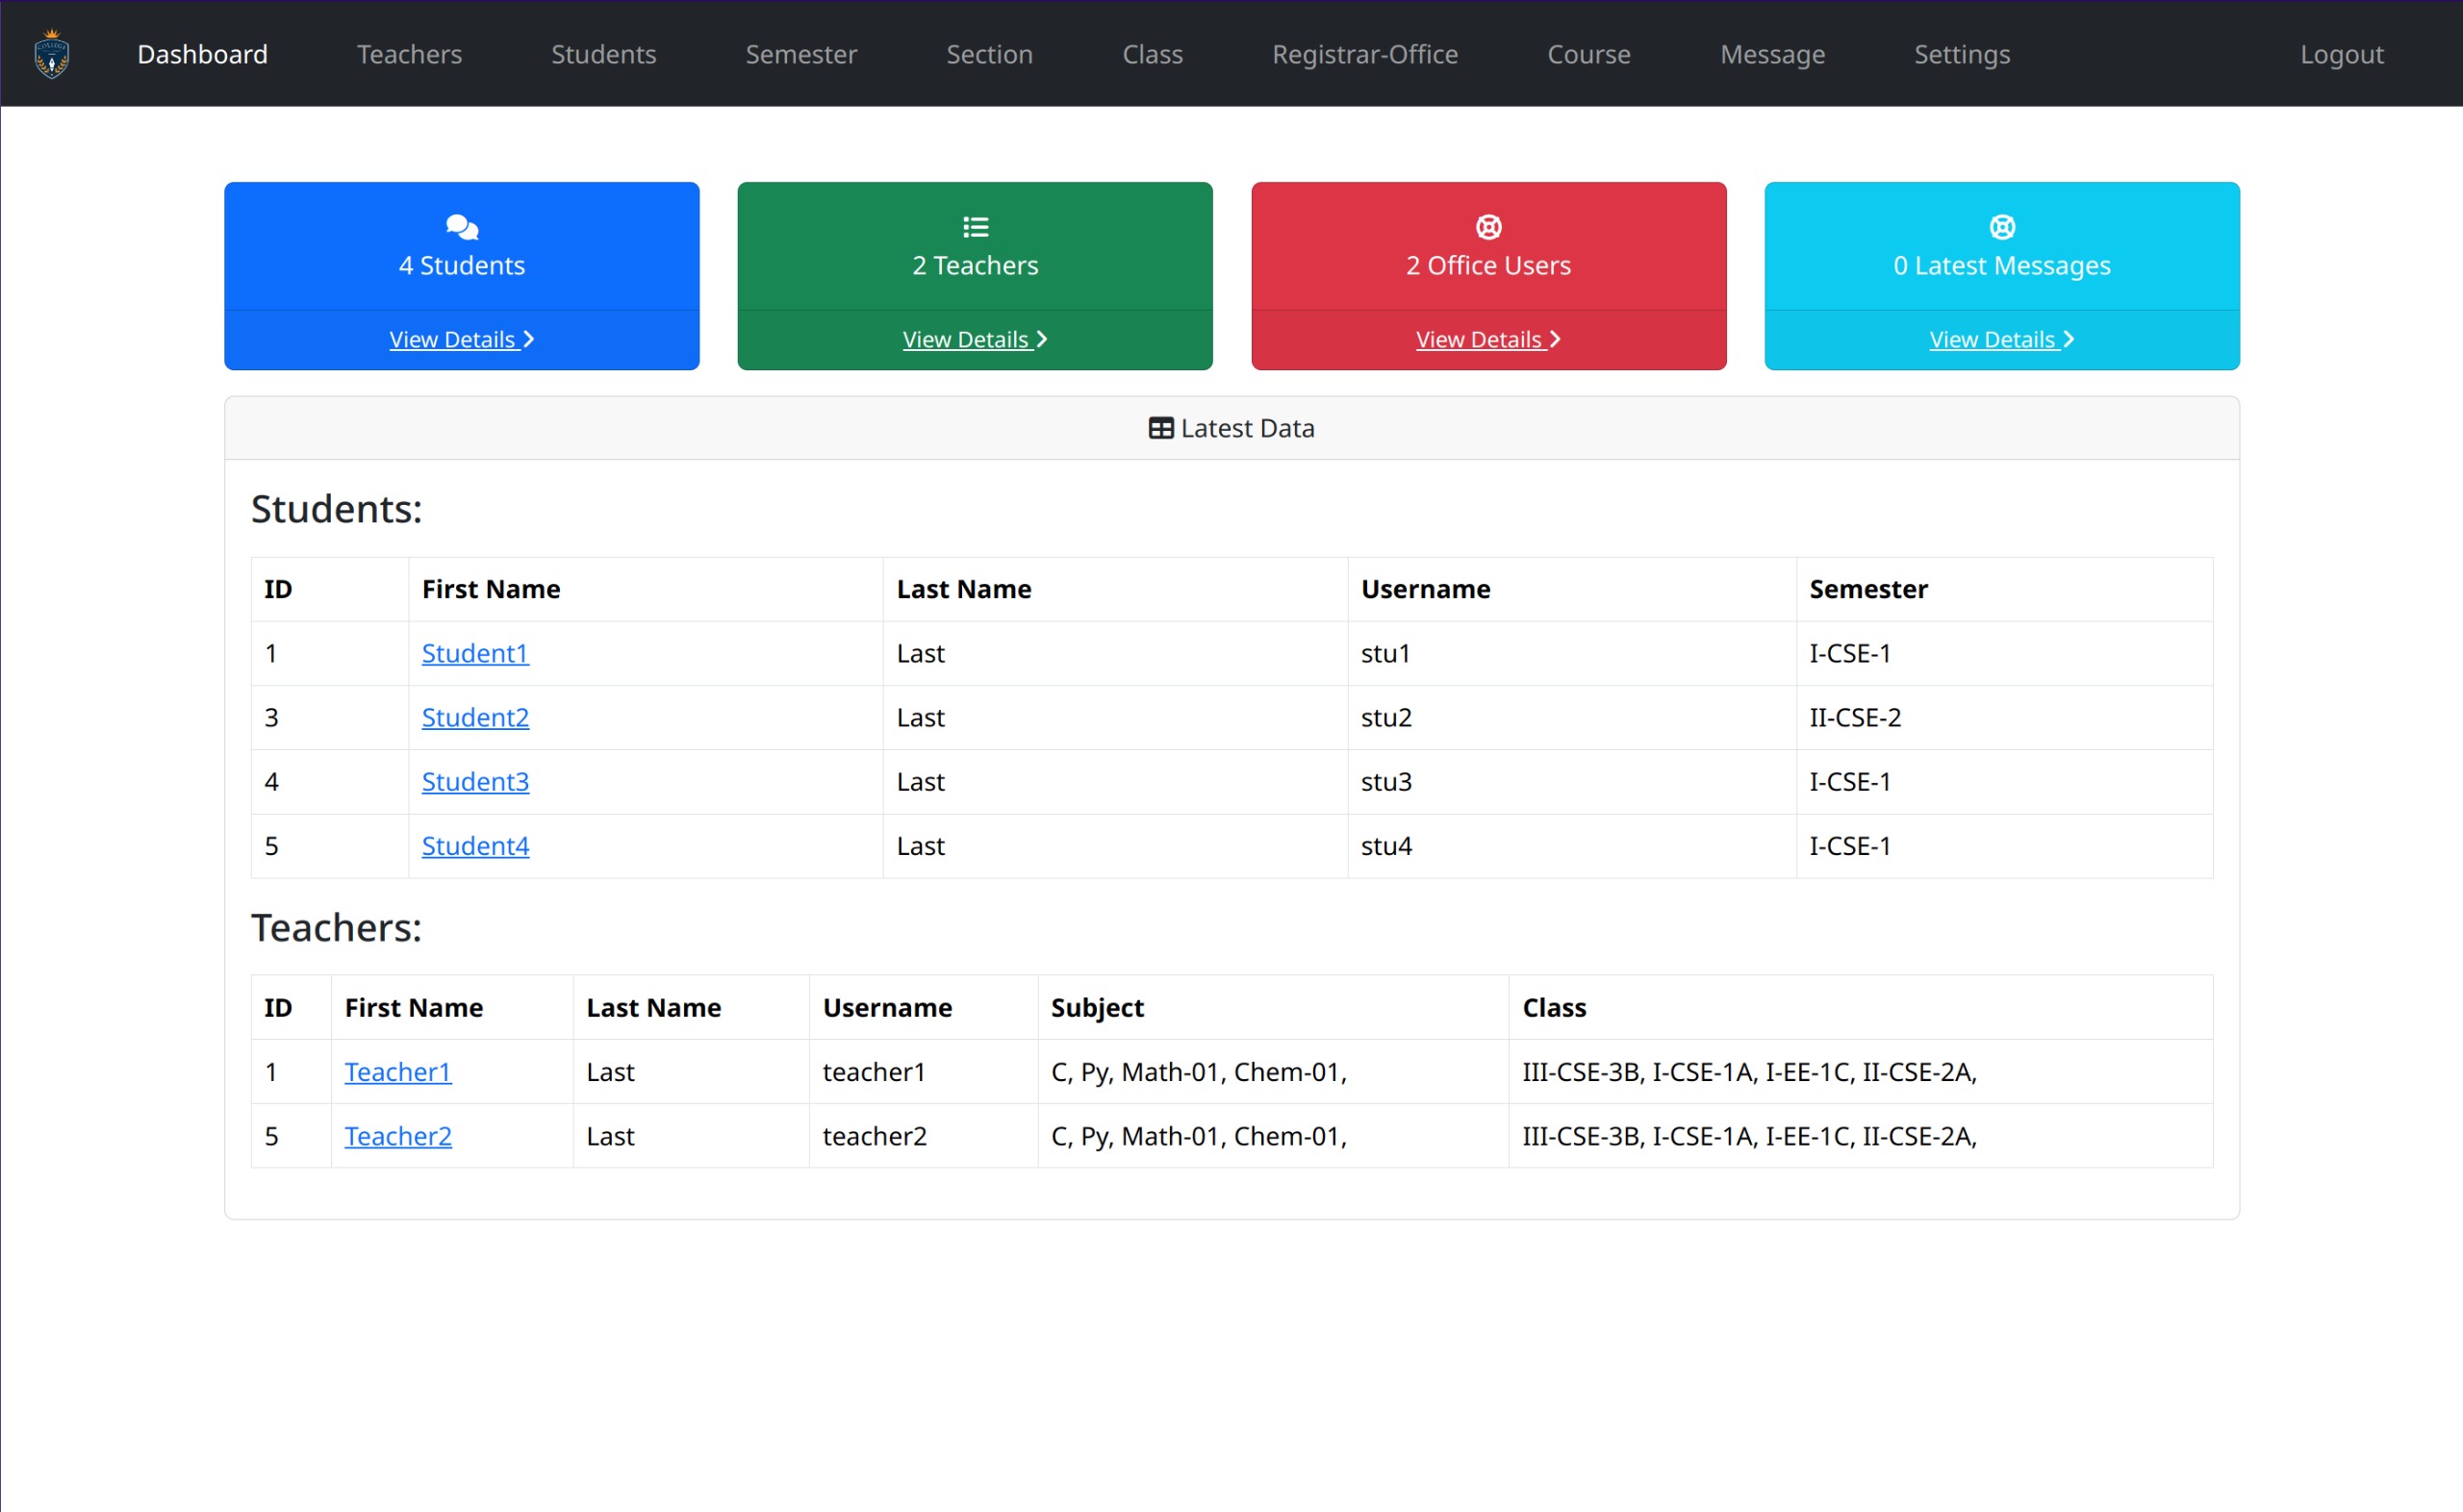 COLLEGE
Dashboard Teachers Students Semester Section Class Registrar-Office Course Message Settings Logout
4 Students
View Details
2 Teachers
View Details
2 Office Users
View Details
0 Latest Messages
View Details
Latest Data
Students:
ID First Name Last Name Username Semester
1 Student1 Last stu1 I-CSE-1
3 Student2 Last stu2 II-CSE-2
4 Student3 Last stu3 I-CSE-1
5 Student4 Last stu4 I-CSE-1
Teachers:
ID First Name Last Name Username Subject Class
1 Teacher1 Last teacher1 C, Py, Math-01, Chem-01, III-CSE-3B, I-CSE-1A, I-EE-1C, II-CSE-2A,
5 Teacher2 Last teacher2 C, Py, Math-01, Chem-01, III-CSE-3B, I-CSE-1A, I-EE-1C, II-CSE-2A,